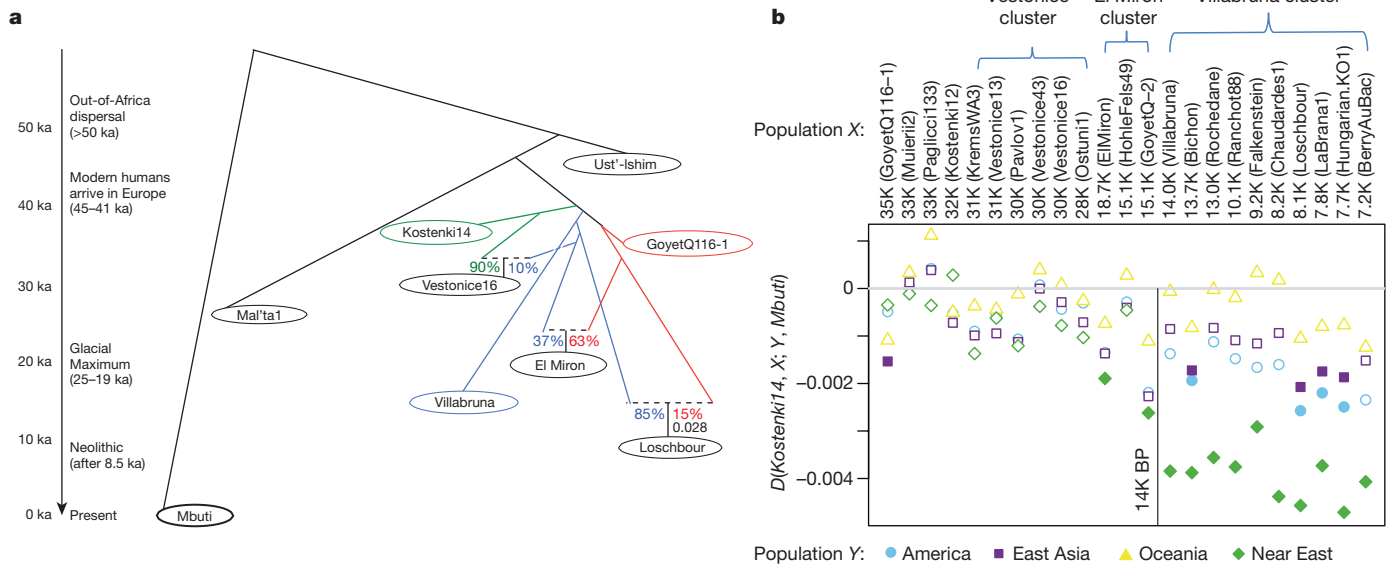 a
Out-of-Africa
dispersal
(>50 ka)
50 ka
Modern humans
arrive in Europe
(45–41 ka)
40 ka
30 ka
Glacial
Maximum
(25–19 ka)
20 ka
10 ka
Neolithic
(after 8.5 ka)
0 ka
Present
Ust'-Ishim
Kostenki14
GoyetQ116-1
90% 10%
Vestonice16
Mal'ta1
37% 63%
El Miron
Villabruna
85% 15%
0.028
Loschbour
Mbuti
b
cluster
cluster
Population X:
35K (GoyetQ116–1)
33K (Muierii2)
33K (Paglicci133)
32K (Kostenki12)
31K (KremsWA3)
31K (Vestonice13)
30K (Pavlov1)
30K (Vestonice43)
30K (Vestonice16)
28K (Ostuni1)
18.7K (ElMiron)
15.1K (HohleFels49)
15.1K (GoyetQ–2)
14.0K (Villabruna)
13.7K (Bichon)
13.0K (Rochedane)
10.1K (Ranchot88)
9.2K (Falkenstein)
8.2K (Chaudardes1)
8.1K (Loschbour)
7.8K (LaBrana1)
7.7K (Hungarian.KO1)
7.2K (BerryAuBac)
D(Kostenki14, X; Y, Mbuti)
0
−0.002
−0.004
14K BP
Population Y: America East Asia Oceania Near East